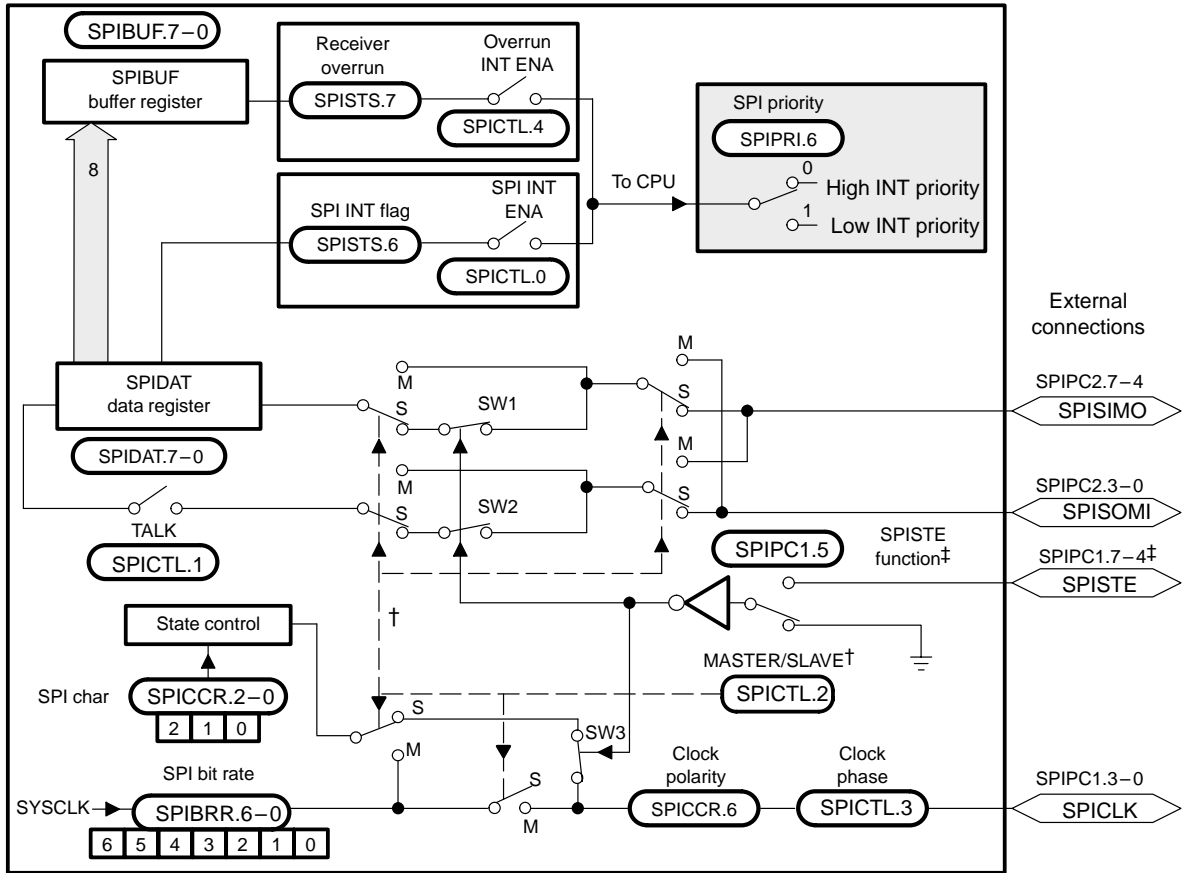 SPIBUF.7–0
SPIBUF
buffer register
8
Receiver
overrun
SPISTS.7
Overrun
INT ENA
SPICTL.4
SPI INT flag
SPISTS.6
SPI INT
ENA
SPICTL.0
To CPU
SPI priority
SPIPRI.6
0
High INT priority
1
Low INT priority
External
connections
SPIDAT
data register
SPIDAT.7–0
M
S
SW1
M
S
SW2
M
S
M
S
TALK
SPICTL.1
SPIPC2.7–4
SPISIMO
SPIPC2.3–0
SPISOMI
SPIPC1.5
SPISTE
function‡
SPIPC1.7–4‡
SPISTE
†
State control
SPI char
SPICCR.2–0
2 1 0
MASTER/SLAVE†
SPICTL.2
S
M
SW3
SPI bit rate
SYSCLK
SPIBRR.6–0
6 5 4 3 2 1 0
S
M
Clock
polarity
SPICCR.6
Clock
phase
SPICTL.3
SPIPC1.3–0
SPICLK